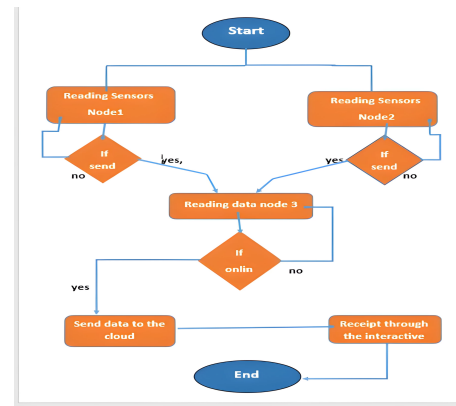 Start
Reading Sensors
Node1
Reading Sensors
Node2
If
send
If
send
yes,
yes
no
no
Reading data node 3
If
onlin
no
yes
Send data to the
cloud
Receipt through
the interactive
End